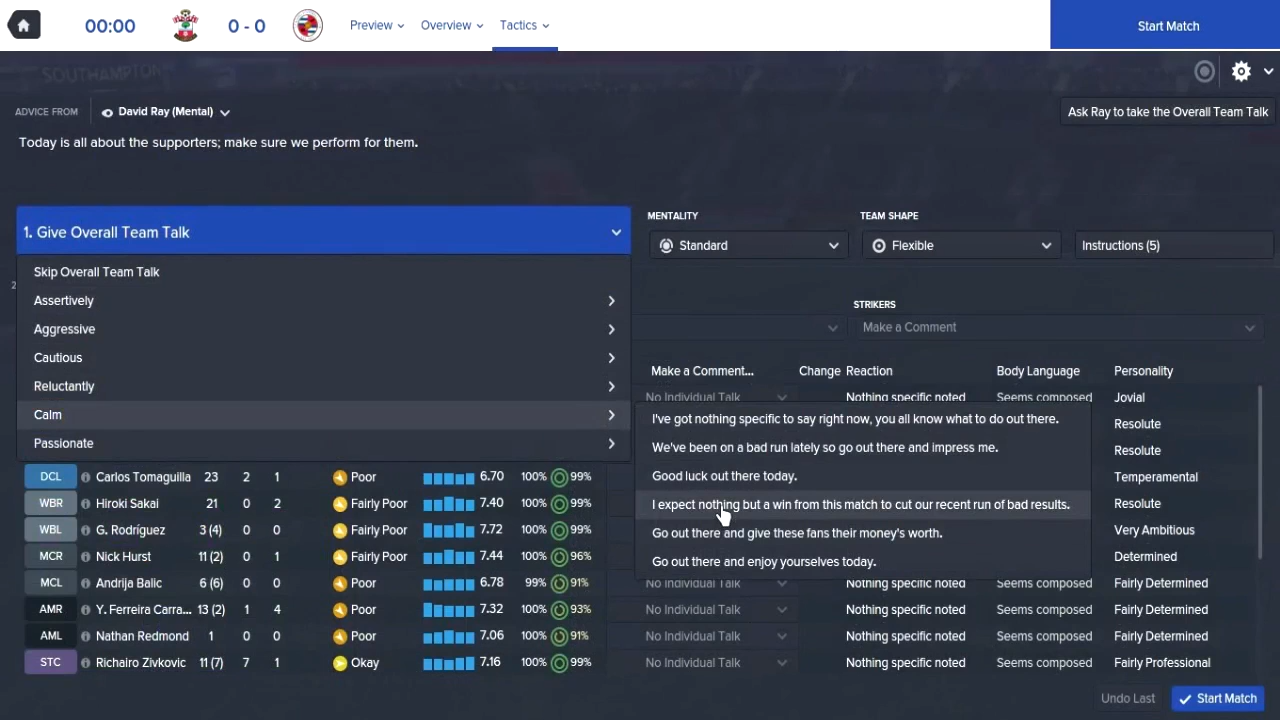 00:00 0 - 0 Preview Overview Tactics Start Match
SOUTHAMPTON
ADVICE FROM David Ray (Mental) Ask Ray to take the Overall Team Talk
Today is all about the supporters; make sure we perform for them.
1. Give Overall Team Talk
MENTALITY TEAM SHAPE
Standard Flexible Instructions (5)
Skip Overall Team Talk
2
Assertively
Aggressive
Cautious
Reluctantly
Calm
Passionate
STRIKERS
Make a Comment
Make a Comment... Change Reaction Body Language Personality
No Individual Talk Nothing specific noted Seems composed Jovial
I've got nothing specific to say right now, you all know what to do out there. Resolute
We've been on a bad run lately so go out there and impress me. Resolute
Good luck out there today. Temperamental
I expect nothing but a win from this match to cut our recent run of bad results. Resolute
Go out there and give these fans their money's worth. Very Ambitious
Go out there and enjoy yourselves today. Determined
DCL Carlos Tomaguilla 23 2 1 Poor 6.70 100% 99%
WBR Hiroki Sakai 21 0 2 Fairly Poor 7.40 100% 99%
WBL G. Rodríguez 3 (4) 0 0 Fairly Poor 7.72 100% 99%
MCR Nick Hurst 11 (2) 1 0 Fairly Poor 7.44 100% 96%
MCL Andrija Balic 6 (6) 0 0 Poor 6.78 99% 91% No Individual Talk Nothing specific noted Seems composed Fairly Determined
AMR Y. Ferreira Carra... 13 (2) 1 4 Poor 7.32 100% 93% No Individual Talk Nothing specific noted Seems composed Fairly Determined
AML Nathan Redmond 1 0 0 Poor 7.06 100% 91% No Individual Talk Nothing specific noted Seems composed Fairly Determined
STC Richairo Zivkovic 11 (7) 7 1 Okay 7.16 100% 99% No Individual Talk Nothing specific noted Seems composed Fairly Professional
Undo Last Start Match